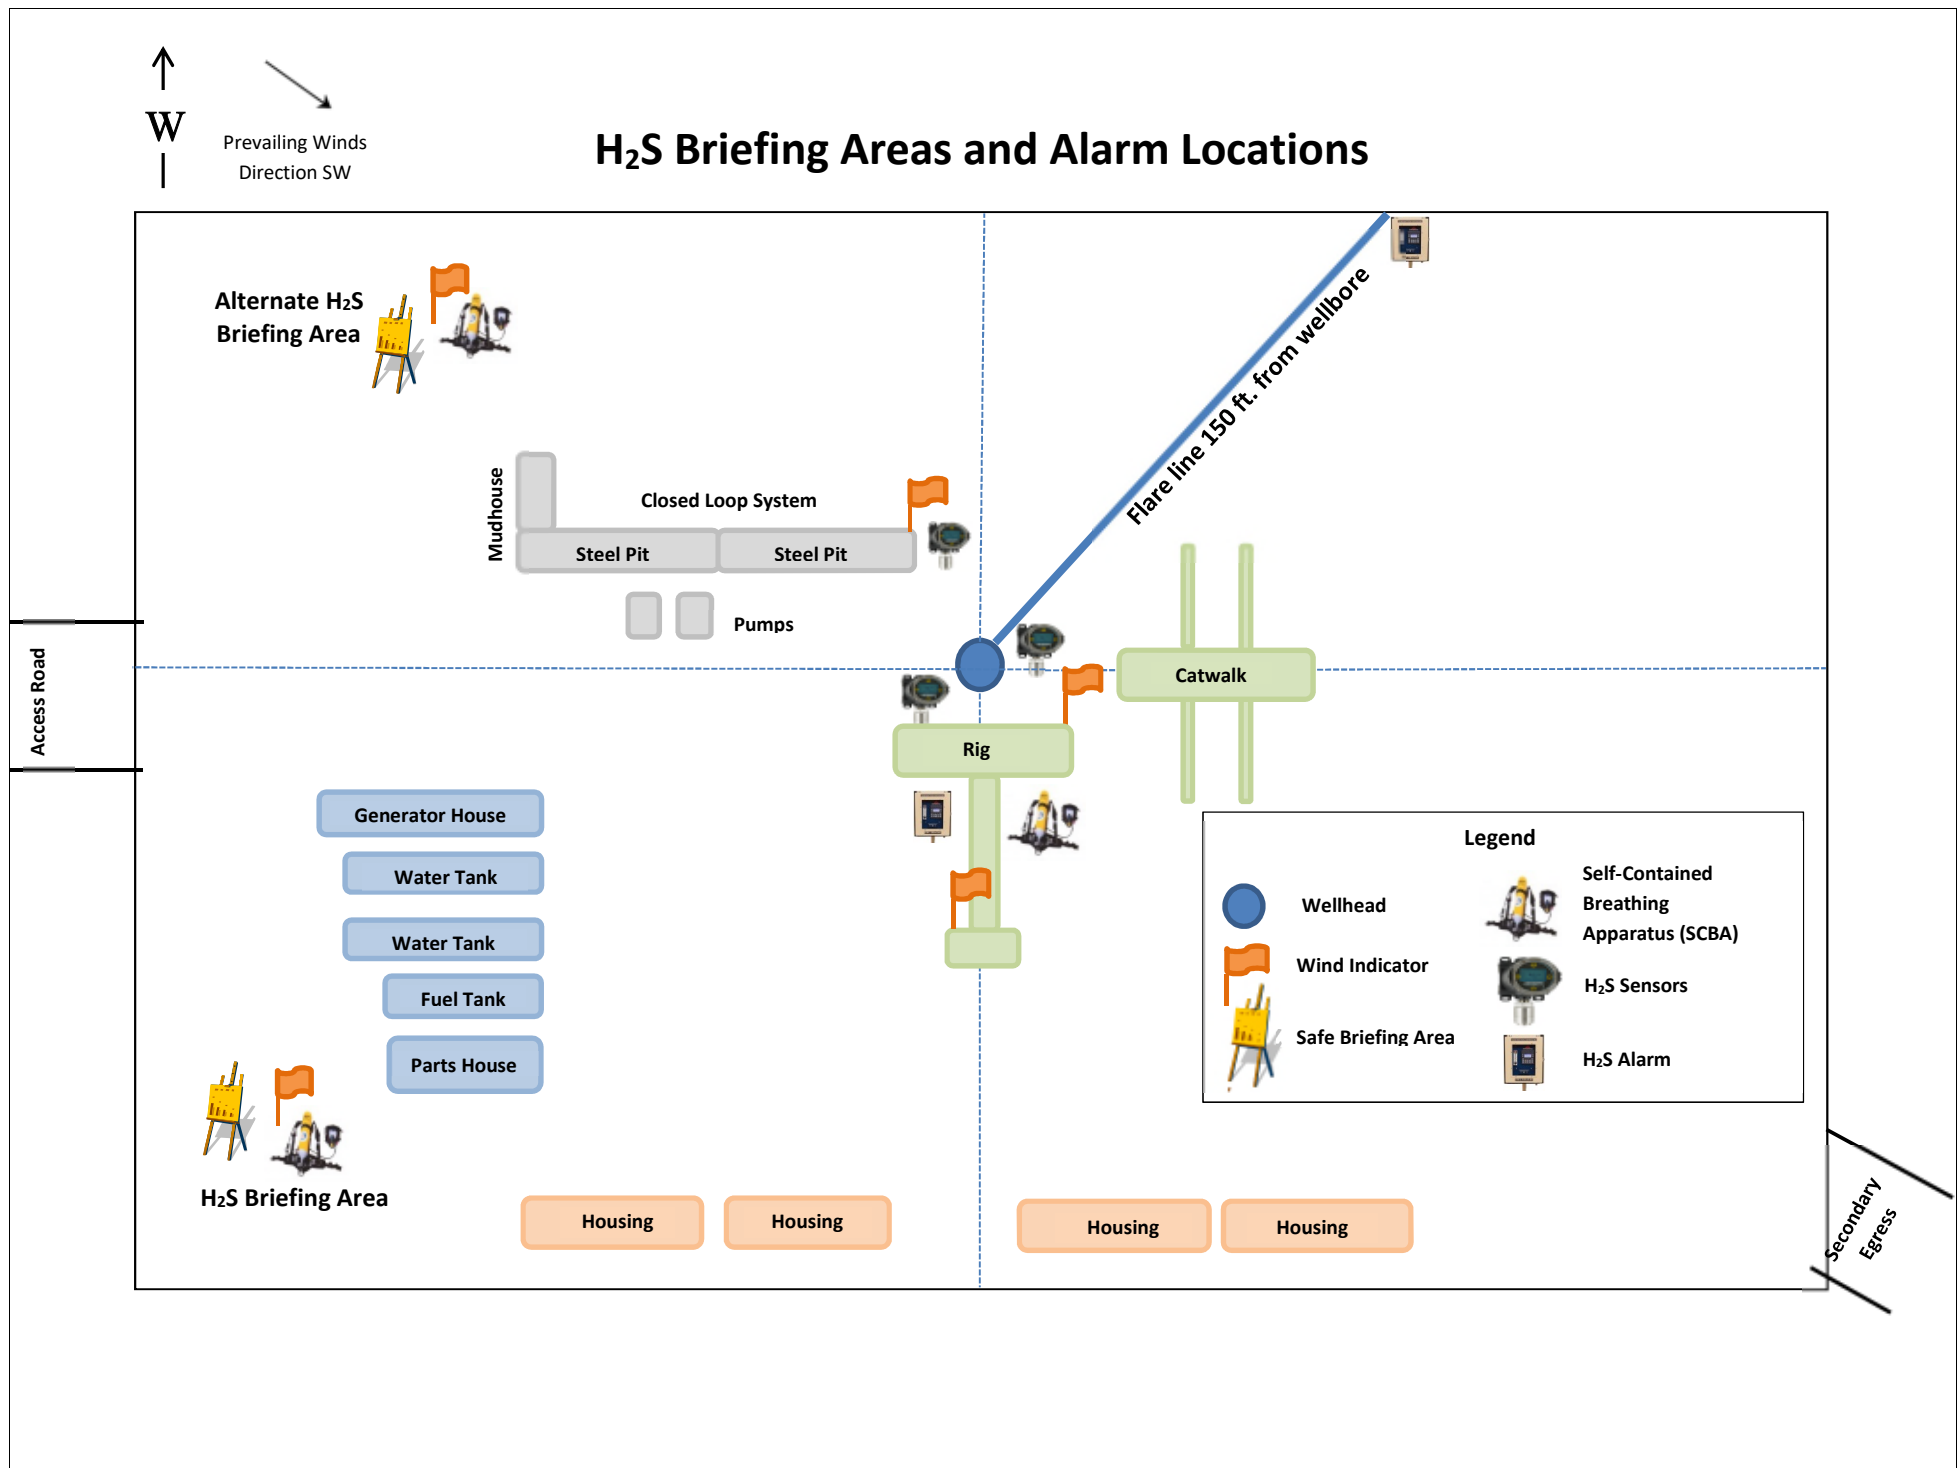 W
Prevailing Winds
Direction SW
H₂S Briefing Areas and Alarm Locations
Alternate H₂S
Briefing Area
Flare line 150 ft. from wellbore
Mudhouse
Closed Loop System
Steel Pit
Steel Pit
Pumps
Access Road
Catwalk
Rig
Generator House
Water Tank
Water Tank
Fuel Tank
Parts House
H₂S Briefing Area
Legend
Wellhead
Wind Indicator
Safe Briefing Area
Self-Contained
Breathing
Apparatus (SCBA)
H₂S Sensors
H₂S Alarm
Housing
Housing
Housing
Housing
Secondary
Egress